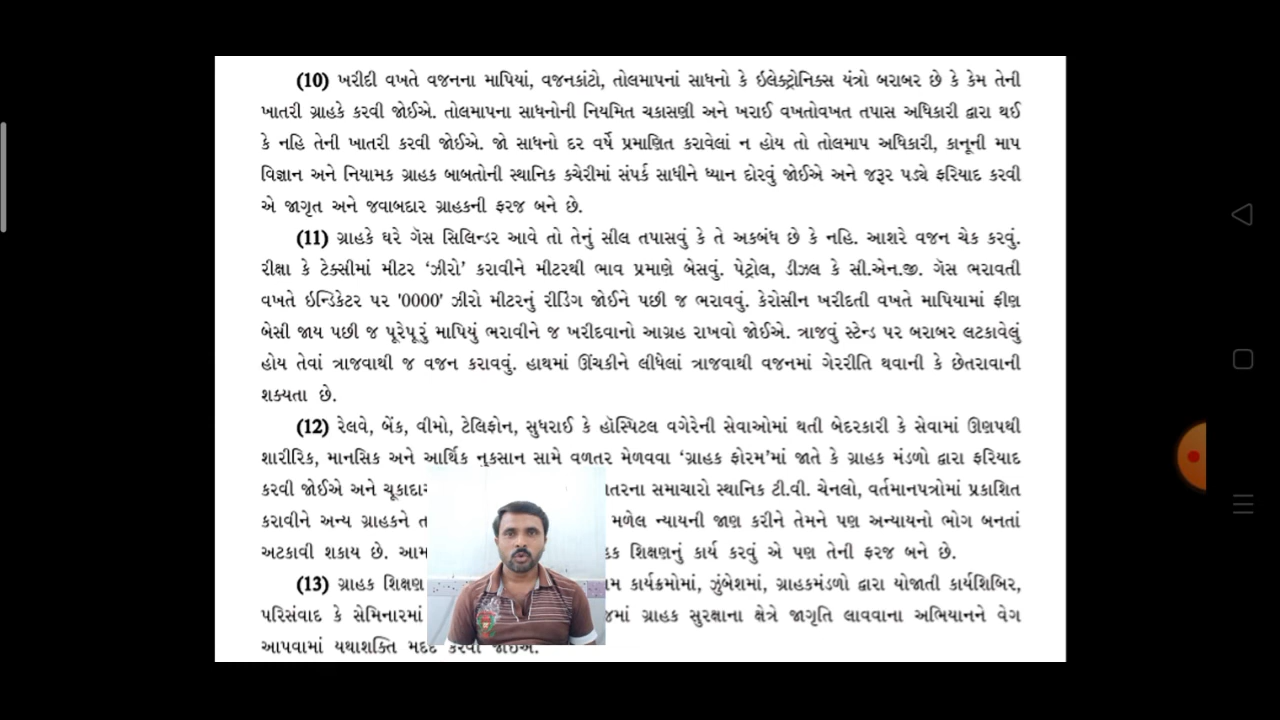 (10) ખરીદી વખતે વજનના માપિયાં, વજનકાંટો, તોલમાપનાં સાધનો કે ઇલેક્ટ્રોનિક્સ યંત્રો બરાબર છે કે કેમ તેની
ખાતરી ગ્રાહકે કરવી જોઈએ. તોલમાપના સાધનોની નિયમિત ચકાસણી અને ખરાઈ વખતોવખત તપાસ અધિકારી દ્વારા થઈ
કે નહિ તેની ખાતરી કરવી જોઈએ. જો સાધનો દર વર્ષે પ્રમાણિત કરાવેલાં ન હોય તો તોલમાપ અધિકારી, કાનૂની માપ
વિજ્ઞાન અને નિયામક ગ્રાહક બાબતોની સ્થાનિક કચેરીમાં સંપર્ક સાધીને ધ્યાન દોરવું જોઈએ અને જરૂર પડ્યે ફરિયાદ કરવી
એ જાગૃત અને જવાબદાર ગ્રાહકની ફરજ બને છે.
(11) ગ્રાહકે ઘરે ગૅસ સિલિન્ડર આવે તો તેનું સીલ તપાસવું કે તે અકબંધ છે કે નહિ. આશરે વજન ચેક કરવું.
રીક્ષા કે ટેક્સીમાં મીટર ‘ઝીરો’ કરાવીને મીટરથી ભાવ પ્રમાણે બેસવું. પેટ્રોલ, ડીઝલ કે સી.એન.જી. ગૅસ ભરાવતી
વખતે ઇન્ડિકેટર પર '0000' ઝીરો મીટરનું રીડિંગ જોઈને પછી જ ભરાવવું. કેરોસીન ખરીદતી વખતે માપિયામાં ફીણ
બેસી જાય પછી જ પૂરેપૂરું માપિયું ભરાવીને જ ખરીદવાનો આગ્રહ રાખવો જોઈએ. ત્રાજવું સ્ટેન્ડ પર બરાબર લટકાવેલું
હોય તેવાં ત્રાજવાથી જ વજન કરાવવું. હાથમાં ઊંચકીને લીધેલાં ત્રાજવાથી વજનમાં ગેરરીતિ થવાની કે છેતરાવાની
શક્યતા છે.
(12) રેલવે, બેંક, વીમો, ટેલિફોન, સુધરાઈ કે હૉસ્પિટલ વગેરેની સેવાઓમાં થતી બેદરકારી કે સેવામાં ઊણપથી
શારીરિક, માનસિક અને આર્થિક નુકસાન સામે વળતર મેળવવા ‘ગ્રાહક ફોરમ’માં જાતે કે ગ્રાહક મંડળો દ્વારા ફરિયાદ
કરવી જોઈએ અને સમાચારો સ્થાનિક ટી.વી. ચેનલો, વર્તમાનપત્રોમાં પ્રકાશિત
કરાવીને અન્ય ગ્રાહકને મળેલ ન્યાયની જાણ કરીને તેમને પણ અન્યાયનો ભોગ બનતાં
અટકાવી શકાય છે. શિક્ષણનું કાર્ય કરવું એ પણ તેની ફરજ બને છે.
(13) ગ્રાહક શિક્ષણ કાર્યક્રમોમાં, ઝુંબેશમાં, ગ્રાહકમંડળો દ્વારા યોજાતી કાર્યશિબિર,
પરિસંવાદ કે સેમિનારમાં ગ્રાહક સુરક્ષાના ક્ષેત્રે જાગૃતિ લાવવાના અભિયાનને વેગ
આપવામાં યથાશક્તિ મદદ કરવી જોઈએ.